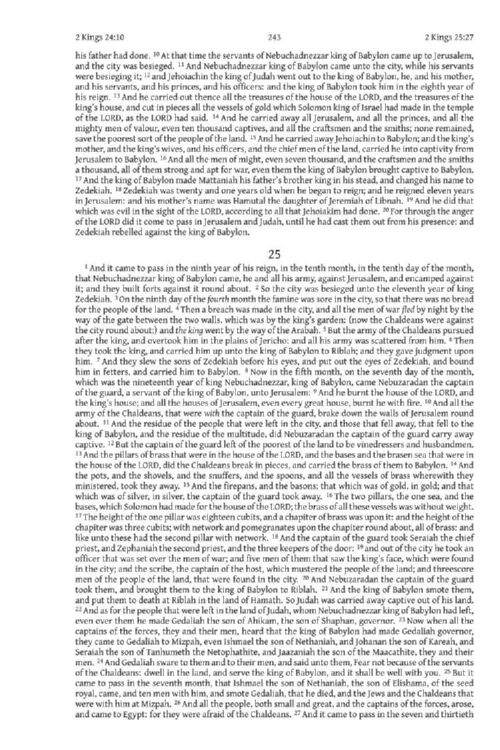 2 Kings 24:10 243 2 Kings 25:27
his father had done. 10 At that time the servants of Nebuchadnezzar king of Babylon came up to Jerusalem,
and the city was besieged. 11 And Nebuchadnezzar king of Babylon came unto the city, while his servants
were besieging it; 12 and Jehoiachin the king of Judah went out to the king of Babylon, he, and his mother,
and his servants, and his princes, and his officers: and the king of Babylon took him in the eighth year of
his reign. 13 And he carried out thence all the treasures of the house of the LORD, and the treasures of the
king's house, and cut in pieces all the vessels of gold which Solomon king of Israel had made in the temple
of the LORD, as the LORD had said. 14 And he carried away all Jerusalem, and all the princes, and all the
mighty men of valour, even ten thousand captives, and all the craftsmen and the smiths; none remained,
save the poorest sort of the people of the land. 15 And he carried away Jehoiachin to Babylon; and the king's
mother, and the king's wives, and his officers, and the chief men of the land, carried he into captivity from
Jerusalem to Babylon. 16 And all the men of might, even seven thousand, and the craftsmen and the smiths
a thousand, all of them strong and apt for war, even them the king of Babylon brought captive to Babylon.
17 And the king of Babylon made Mattaniah his father's brother king in his stead, and changed his name to
Zedekiah. 18 Zedekiah was twenty and one years old when he began to reign; and he reigned eleven years
in Jerusalem: and his mother's name was Hamutal the daughter of Jeremiah of Libnah. 19 And he did that
which was evil in the sight of the LORD, according to all that Jehoiakim had done. 20 For through the anger
of the LORD did it come to pass in Jerusalem and Judah, until he had cast them out from his presence: and
Zedekiah rebelled against the king of Babylon.
25
1 And it came to pass in the ninth year of his reign, in the tenth month, in the tenth day of the month,
that Nebuchadnezzar king of Babylon came, he and all his army, against Jerusalem, and encamped against
it; and they built forts against it round about. 2 So the city was besieged unto the eleventh year of king
Zedekiah. 3 On the ninth day of the fourth month the famine was sore in the city, so that there was no bread
for the people of the land. 4 Then a breach was made in the city, and all the men of war fled by night by the
way of the gate between the two walls, which was by the king's garden: (now the Chaldeans were against
the city round about:) and the king went by the way of the Arabah. 5 But the army of the Chaldeans pursued
after the king, and overtook him in the plains of Jericho: and all his army was scattered from him. 6 Then
they took the king, and carried him up unto the king of Babylon to Riblah; and they gave judgment upon
him. 7 And they slew the sons of Zedekiah before his eyes, and put out the eyes of Zedekiah, and bound
him in fetters, and carried him to Babylon. 8 Now in the fifth month, on the seventh day of the month,
which was the nineteenth year of king Nebuchadnezzar, king of Babylon, came Nebuzaradan the captain
of the guard, a servant of the king of Babylon, unto Jerusalem: 9 And he burnt the house of the LORD, and
the king's house; and all the houses of Jerusalem, even every great house, burnt he with fire. 10 And all the
army of the Chaldeans, that were with the captain of the guard, brake down the walls of Jerusalem round
about. 11 And the residue of the people that were left in the city, and those that fell away, that fell to the
king of Babylon, and the residue of the multitude, did Nebuzaradan the captain of the guard carry away
captive. 12 But the captain of the guard left of the poorest of the land to be vinedressers and husbandmen.
13 And the pillars of brass that were in the house of the LORD, and the bases and the brasen sea that were in
the house of the LORD, did the Chaldeans break in pieces, and carried the brass of them to Babylon. 14 And
the pots, and the shovels, and the snuffers, and the spoons, and all the vessels of brass wherewith they
ministered, took they away. 15 And the firepans, and the basons; that which was of gold, in gold; and that
which was of silver, in silver, the captain of the guard took away. 16 The two pillars, the one sea, and the
bases, which Solomon had made for the house of the LORD; the brass of all these vessels was without weight.
17 The height of the one pillar was eighteen cubits, and a chapiter of brass was upon it: and the height of the
chapiter was three cubits; with network and pomegranates upon the chapiter round about, all of brass: and
like unto these had the second pillar with network. 18 And the captain of the guard took Seraiah the chief
priest, and Zephaniah the second priest, and the three keepers of the door: 19 and out of the city he took an
officer that was set over the men of war; and five men of them that saw the king's face, which were found
in the city; and the scribe, the captain of the host, which mustered the people of the land; and threescore
men of the people of the land, that were found in the city. 20 And Nebuzaradan the captain of the guard
took them, and brought them to the king of Babylon to Riblah. 21 And the king of Babylon smote them,
and put them to death at Riblah in the land of Hamath. So Judah was carried away captive out of his land.
22 And as for the people that were left in the land of Judah, whom Nebuchadnezzar king of Babylon had left,
even over them he made Gedaliah the son of Ahikam, the son of Shaphan, governor. 23 Now when all the
captains of the forces, they and their men, heard that the king of Babylon had made Gedaliah governor,
they came to Gedaliah to Mizpah, even Ishmael the son of Nethaniah, and Johanan the son of Kareah, and
Seraiah the son of Tanhumeth the Netophathite, and Jaazaniah the son of the Maacathite, they and their
men. 24 And Gedaliah sware to them and to their men, and said unto them, Fear not because of the servants
of the Chaldeans: dwell in the land, and serve the king of Babylon, and it shall be well with you. 25 But it
came to pass in the seventh month, that Ishmael the son of Nethaniah, the son of Elishama, of the seed
royal, came, and ten men with him, and smote Gedaliah, that he died, and the Jews and the Chaldeans that
were with him at Mizpah. 26 And all the people, both small and great, and the captains of the forces, arose,
and came to Egypt: for they were afraid of the Chaldeans. 27 And it came to pass in the seven and thirtieth